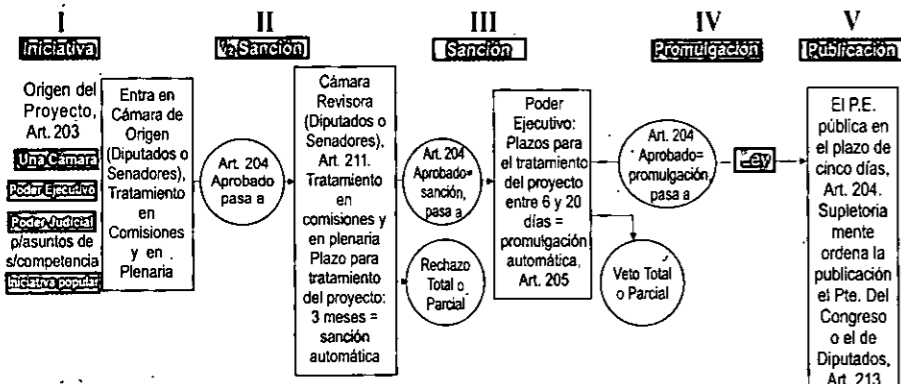 I
II
III
IV
V
Iniciativa
½ Sanción
Sanción
Promulgación
Publicación
Origen del
Proyecto,
Art. 203
Una Cámara
Poder Ejecutivo
Poder Judicial
p/asuntos de
s/competencia
Iniciativa popular
Entra en
Cámara de
Origen
(Diputados o
Senadores),
Tratamiento
en
Comisiones
y en
Plenaria
Art. 204
Aprobado
pasa a
Cámara
Revisora
(Diputados o
Senadores),
Art. 211.
Tratamiento
en
comisiones y
en plenaria
Plazo para
tratamiento
del proyecto:
3 meses =
sanción
automática
Art. 204
Aprobado=
sanción,
pasa a
Rechazo
Total o
Parcial
Poder
Ejecutivo:
Plazos para
el tratamiento
del proyecto
entre 6 y 20
días =
promulgación
automática,
Art. 205
Art. 204
Aprobado=
promulgación,
pasa a
Veto Total
o Parcial
Ley
El P.E.
pública en
el plazo de
cinco días,
Art. 204.
Supletoria
mente
ordena la
publicación
el Pte. Del
Congreso
o el de
Diputados,
Art. 213